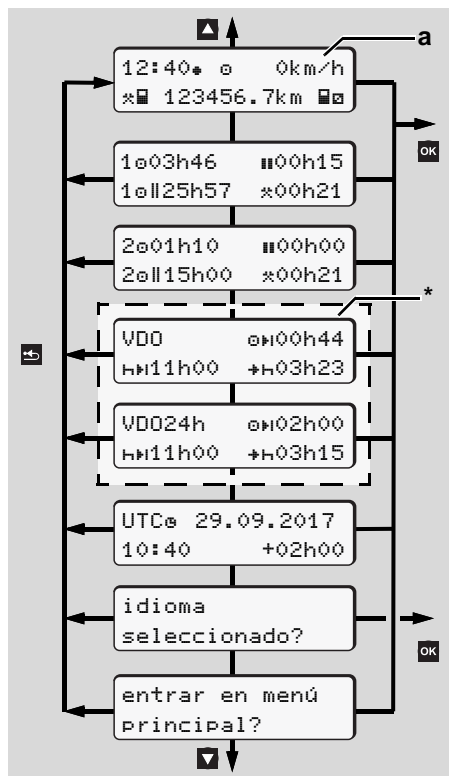 a
12:40 0km/h
123456.7km
OK
1 03h46 00h15
1 25h57 00h21
2 01h10 00h00
2 15h00 00h21
*
VDO 00h44
11h00 03h23
VDO24h 02h00
11h00 03h15
UTC 29.09.2017
10:40 +02h00
idioma
seleccionado?
OK
entrar en menú
principal?